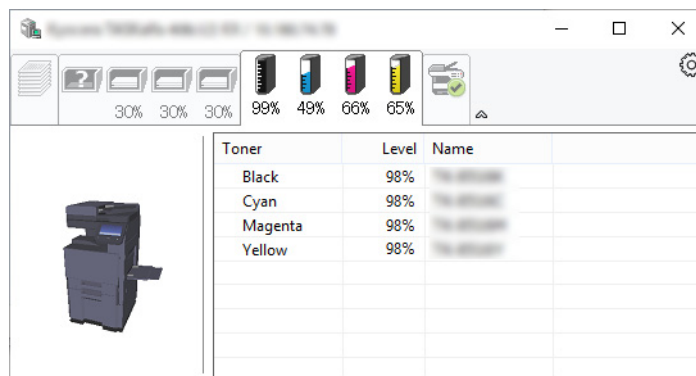 30% 30% 30% 99% 49% 66% 65%
Toner Level Name
Black 98%
Cyan 98%
Magenta 98%
Yellow 98%